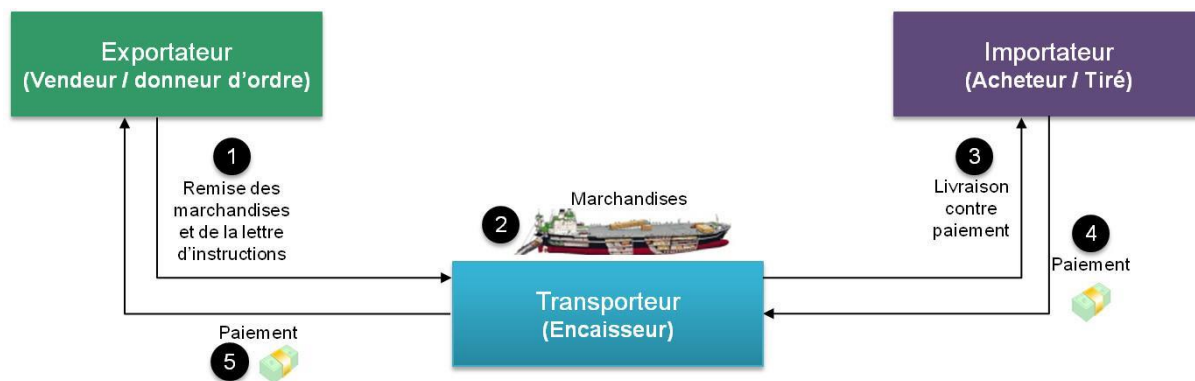 Exportateur
(Vendeur / donneur d'ordre)
Importateur
(Acheteur / Tiré)
1
Remise des
marchandises
et de la lettre
d'instructions
2
Marchandises
3
Livraison
contre
paiement
4
Paiement
Transporteur
(Encaisseur)
Paiement
5